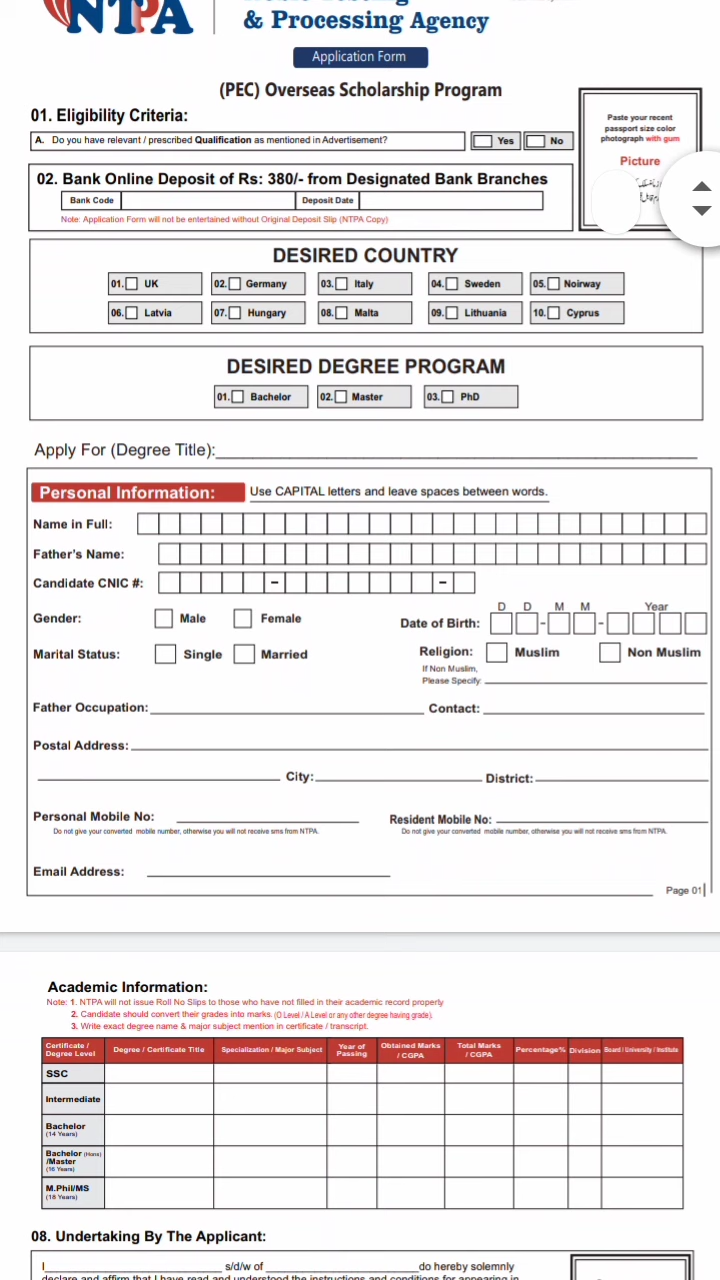 NTPA
& Processing Agency
Application Form
(PEC) Overseas Scholarship Program
01. Eligibility Criteria:
A. Do you have relevant / prescribed Qualification as mentioned in Advertisement? Yes No
Paste your recent
passport size color
photograph with gum
Picture
02. Bank Online Deposit of Rs: 380/- from Designated Bank Branches
Bank Code Deposit Date
Note: Application Form will not be entertained without Original Deposit Slip (NTPA Copy)
DESIRED COUNTRY
01. UK 02. Germany 03. Italy 04. Sweden 05. Noirway
06. Latvia 07. Hungary 08. Malta 09. Lithuania 10. Cyprus
DESIRED DEGREE PROGRAM
01. Bachelor 02. Master 03. PhD
Apply For (Degree Title):
Personal Information: Use CAPITAL letters and leave spaces between words.
Name in Full:
Father's Name:
Candidate CNIC #: - -
D D M M Year
Gender: Male Female Date of Birth: - -
Marital Status: Single Married Religion: Muslim Non Muslim
If Non Muslim,
Please Specify:
Father Occupation: Contact:
Postal Address:
City: District:
Personal Mobile No: Resident Mobile No:
Do not give your converted mobile number, otherwise you will not receive sms from NTPA. Do not give your converted mobile number, otherwise you will not receive sms from NTPA.
Email Address:
Page 01
Academic Information:
Note: 1. NTPA will not issue Roll No Slips to those who have not filled in their academic record properly
2. Candidate should convert their grades into marks. (O Level / A Level or any other degree having grade).
3. Write exact degree name & major subject mention in certificate / transcript.
Certificate / Degree Level Degree / Certificate Title Specialization / Major Subject Year of Passing Obtained Marks / CGPA Total Marks / CGPA Percentage% Division Board / University / Institute
SSC
Intermediate
Bachelor
(14 Years)
Bachelor (Hons)
/Master
(16 Years)
M.Phil/MS
(18 Years)
08. Undertaking By The Applicant:
I s/d/w of do hereby solemnly
declare and affirm that I have read and understood the instructions and conditions for appearing in